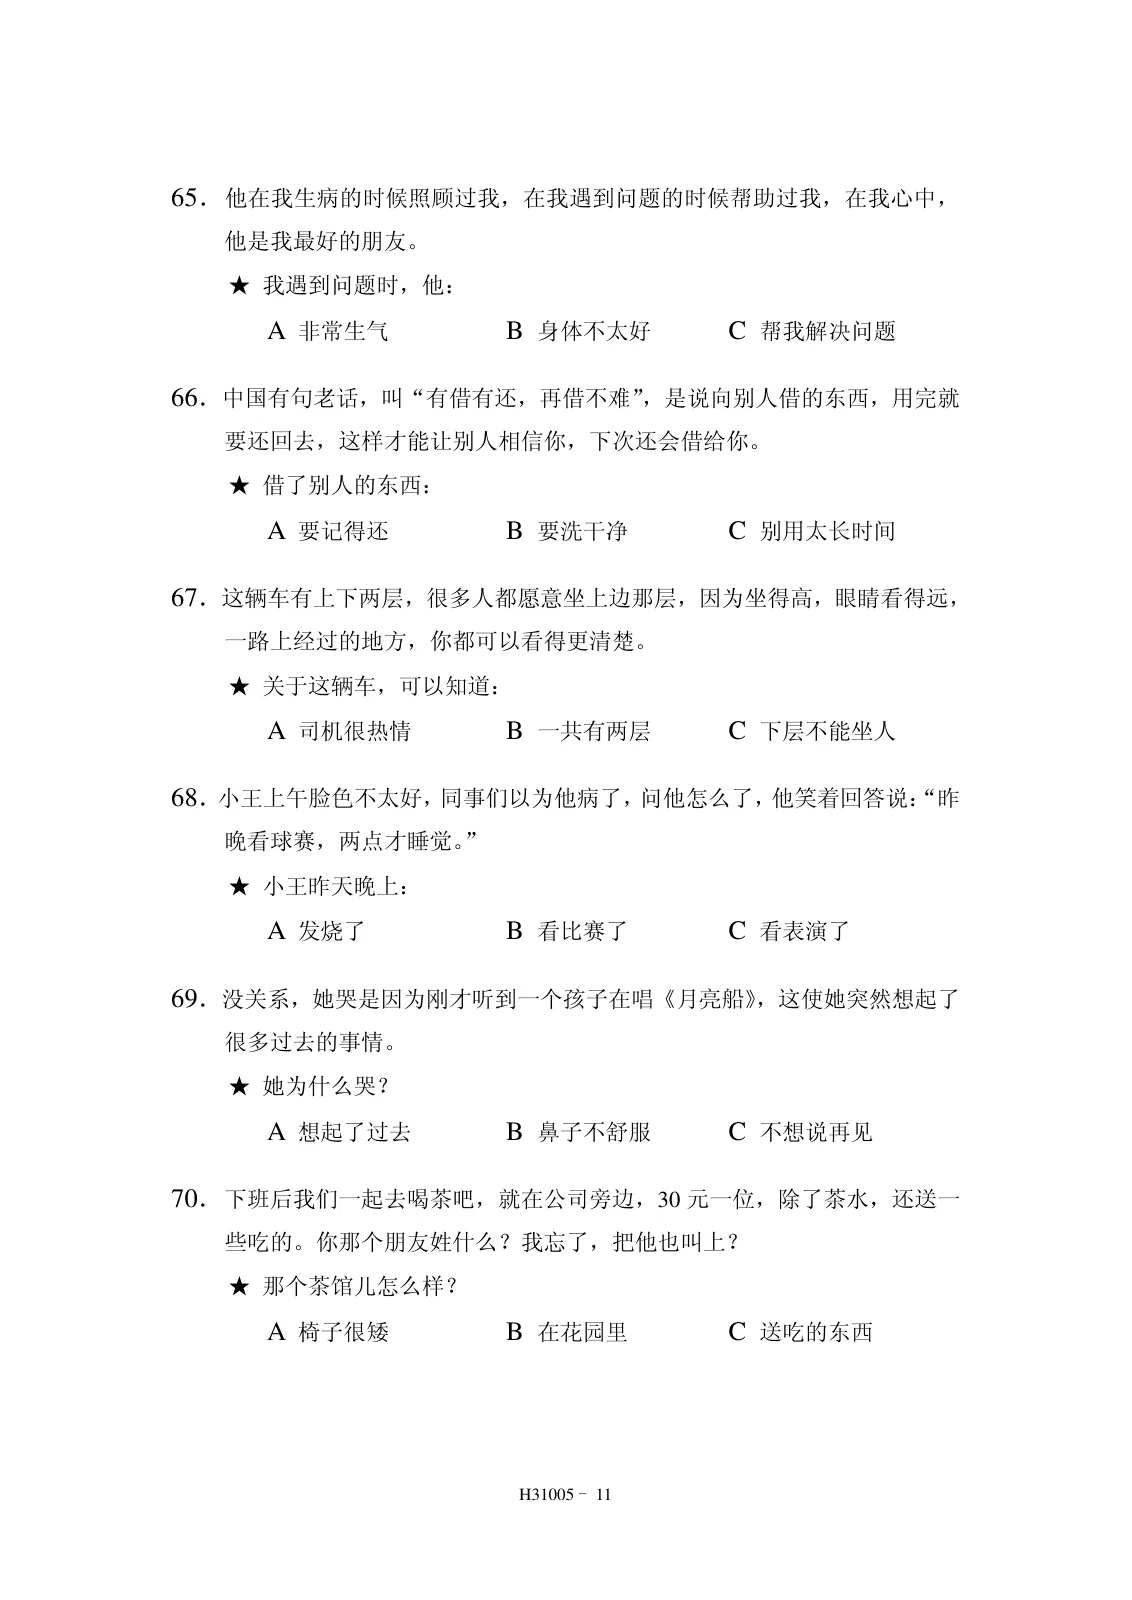 65．他在我生病的时候照顾过我，在我遇到问题的时候帮助过我，在我心中，
他是我最好的朋友。
★ 我遇到问题时，他：
A 非常生气 B 身体不太好 C 帮我解决问题
66．中国有句老话，叫“有借有还，再借不难”，是说向别人借的东西，用完就
要还回去，这样才能让别人相信你，下次还会借给你。
★ 借了别人的东西：
A 要记得还 B 要洗干净 C 别用太长时间
67．这辆车有上下两层，很多人都愿意坐上边那层，因为坐得高，眼睛看得远，
一路上经过的地方，你都可以看得更清楚。
★ 关于这辆车，可以知道：
A 司机很热情 B 一共有两层 C 下层不能坐人
68．小王上午脸色不太好，同事们以为他病了，问他怎么了，他笑着回答说：“昨
晚看球赛，两点才睡觉。”
★ 小王昨天晚上：
A 发烧了 B 看比赛了 C 看表演了
69．没关系，她哭是因为刚才听到一个孩子在唱《月亮船》，这使她突然想起了
很多过去的事情。
★ 她为什么哭？
A 想起了过去 B 鼻子不舒服 C 不想说再见
70．下班后我们一起去喝茶吧，就在公司旁边，30 元一位，除了茶水，还送一
些吃的。你那个朋友姓什么？我忘了，把他也叫上？
★ 那个茶馆儿怎么样？
A 椅子很矮 B 在花园里 C 送吃的东西
H31005－ 11